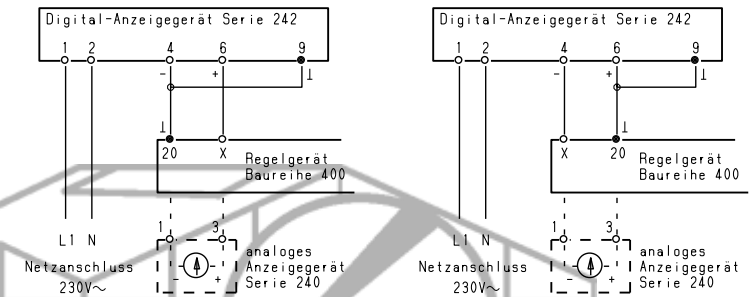 Digital-Anzeigegerät Serie 242
1 2 4 6 9
- + ⊥
⊥
20 X
Regelgerät
Baureihe 400
1 3
L1 N
Netzanschluss
230V~
- +
analoges
Anzeigegerät
Serie 240
Digital-Anzeigegerät Serie 242
1 2 4 6 9
- + ⊥
⊥
X 20
Regelgerät
Baureihe 400
1 3
L1 N
Netzanschluss
230V~
- +
analoges
Anzeigegerät
Serie 240